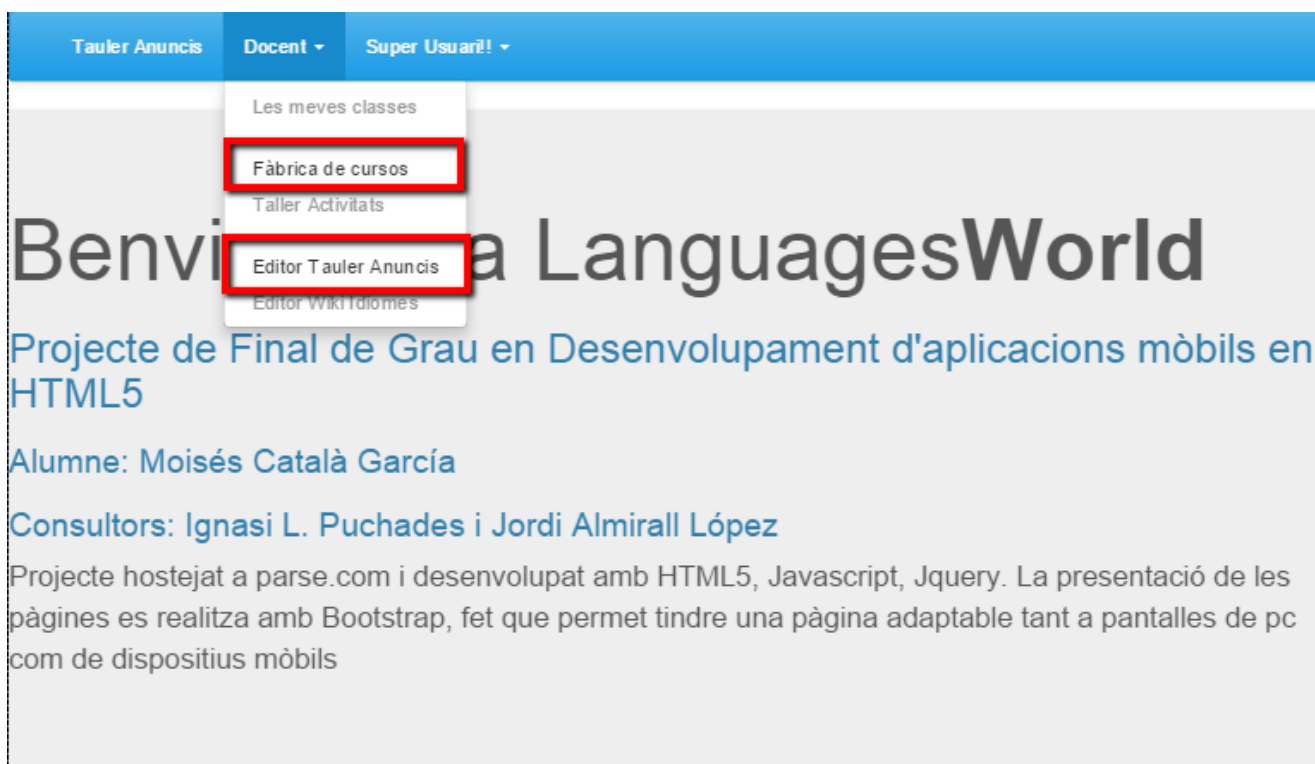 Tauler Anuncis Docent Super Usuari!!
Les meves classes
Fàbrica de cursos
Taller Activitats
Editor Tauler Anuncis
Editor Wiki Idiomes
Benvi a LanguagesWorld
Projecte de Final de Grau en Desenvolupament d'aplicacions mòbils en
HTML5
Alumne: Moisés Català García
Consultors: Ignasi L. Puchades i Jordi Almirall López
Projecte hostejat a parse.com i desenvolupat amb HTML5, Javascript, Jquery. La presentació de les
pàgines es realitza amb Bootstrap, fet que permet tindre una pàgina adaptable tant a pantalles de pc
com de dispositius mòbils